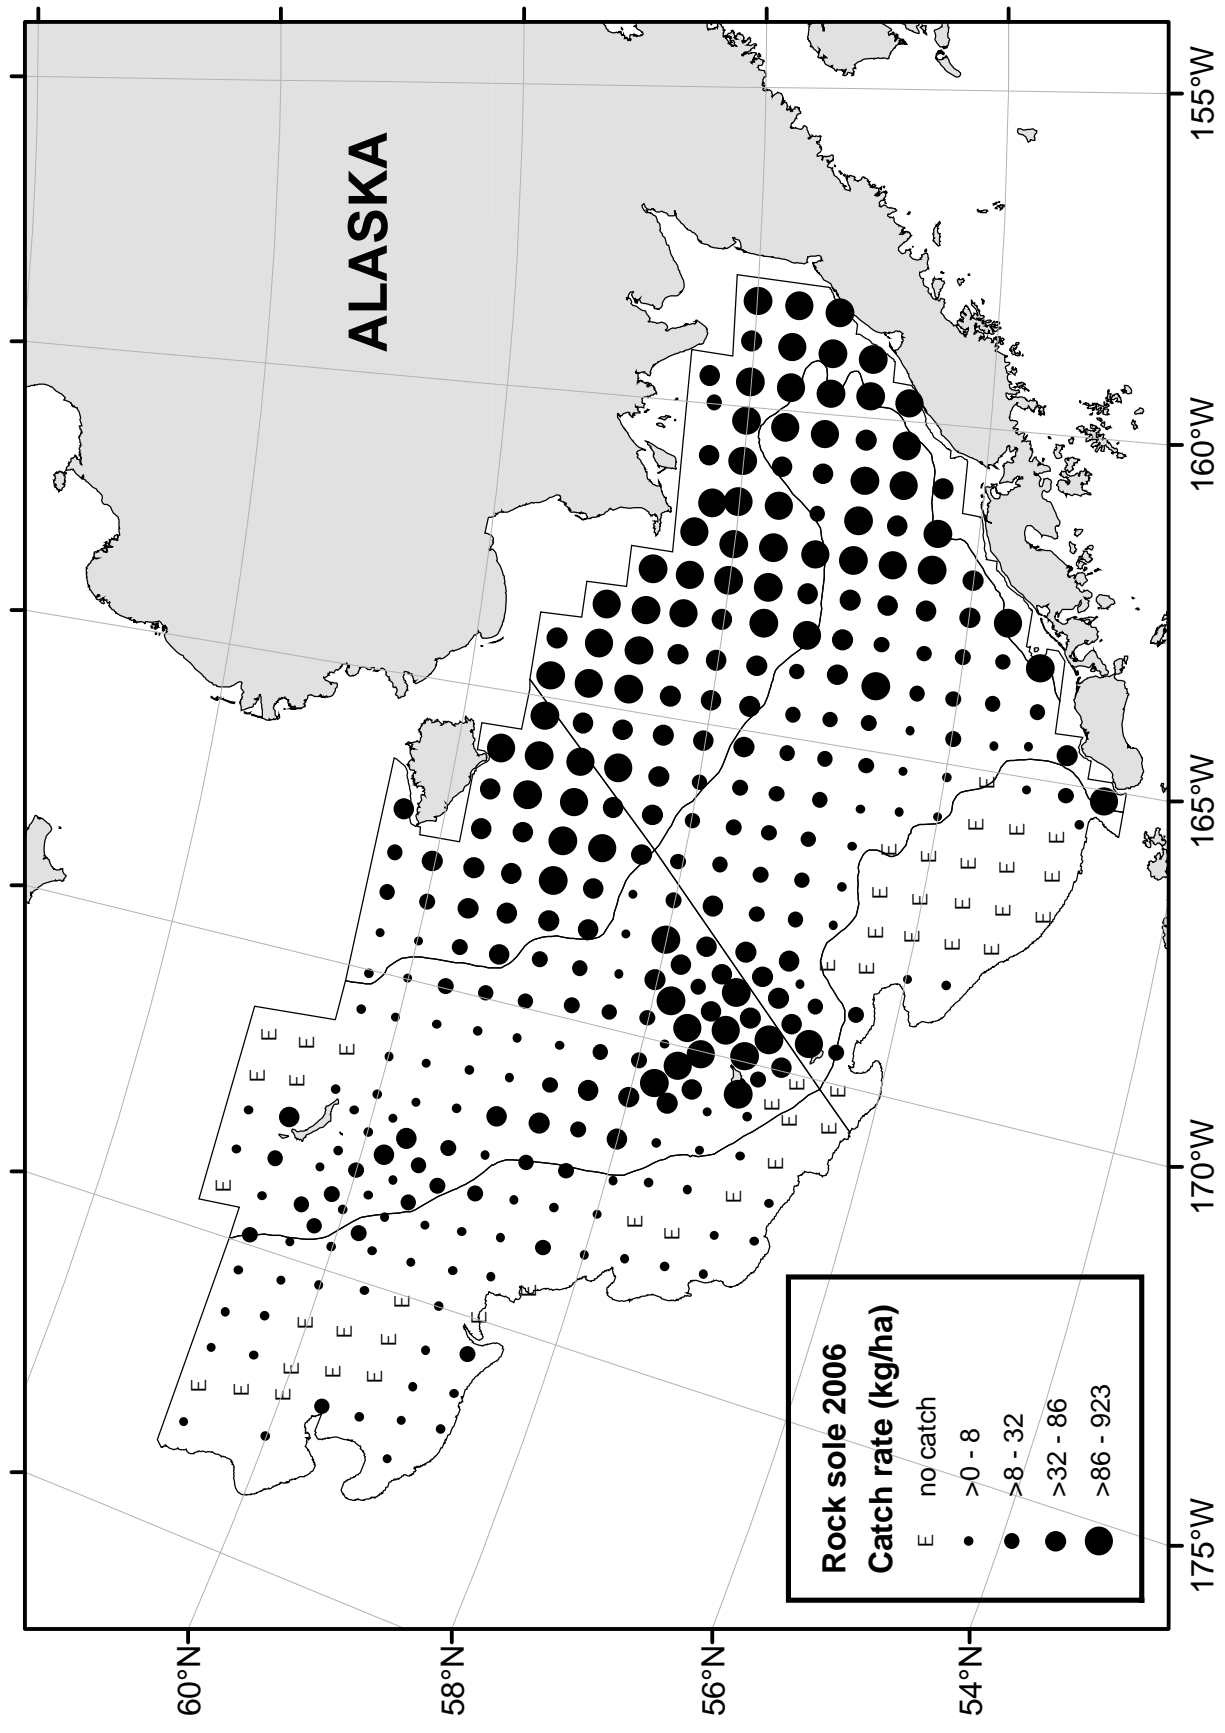 ALASKA
60°N
58°N
56°N
54°N
Rock sole 2006
Catch rate (kg/ha)
E no catch
>0 - 8
>8 - 32
>32 - 86
>86 - 923
175°W
170°W
165°W
160°W
155°W